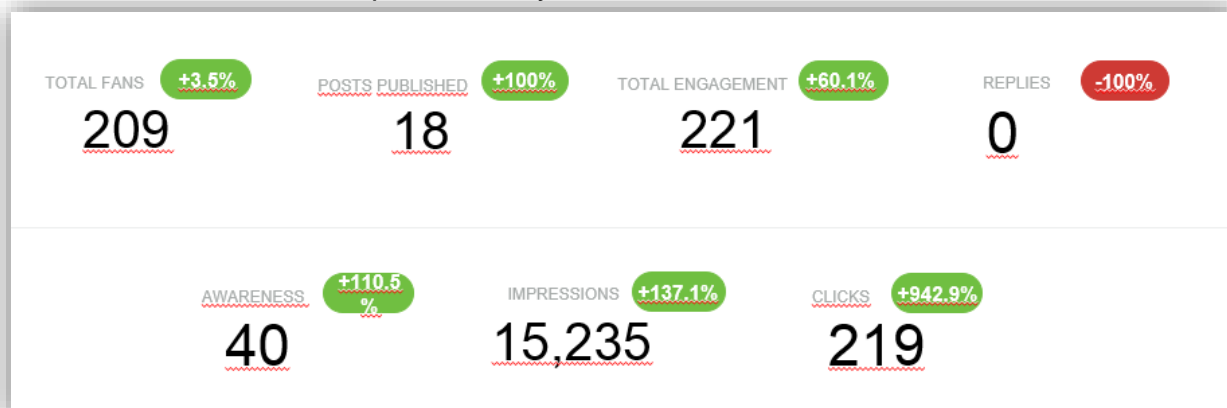 TOTAL FANS +3.5% POSTS PUBLISHED +100% TOTAL ENGAGEMENT +60.1% REPLIES -100%
209 18 221 0
AWARENESS +110.5
% IMPRESSIONS +137.1% CLICKS +942.9%
40 15,235 219